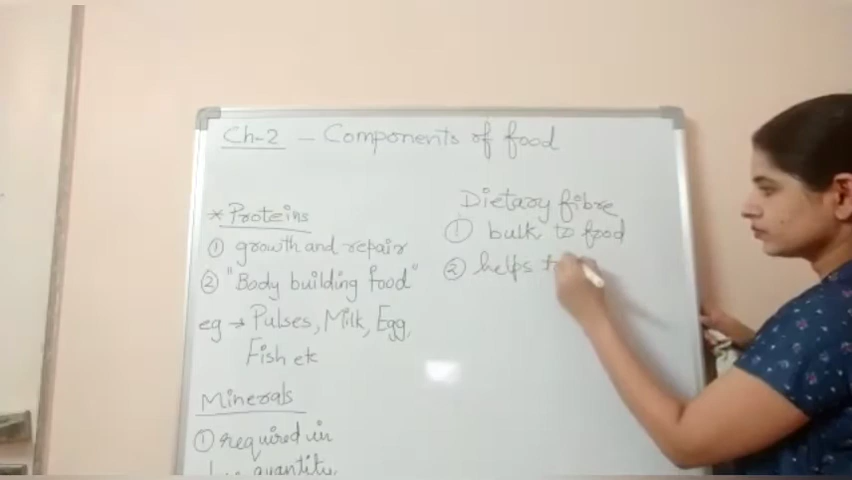 Ch-2 - Components of food
* Proteins
① growth and repair
② "Body building food"
eg → Pulses, Milk, Egg,
Fish etc
Minerals
① required in
quantity,
Dietary fibre
① bulk to food
② helps